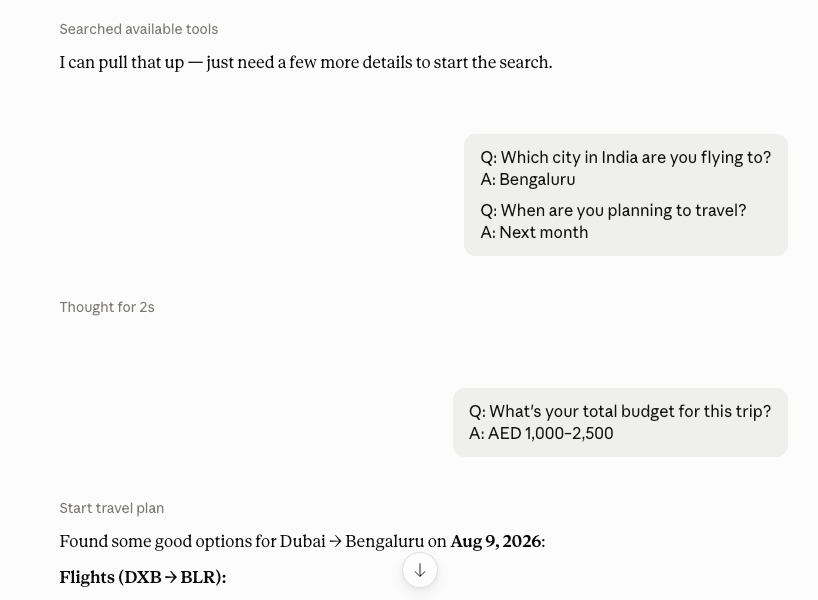 Searched available tools
I can pull that up — just need a few more details to start the search.
Q: Which city in India are you flying to?
A: Bengaluru
Q: When are you planning to travel?
A: Next month
Thought for 2s
Q: What's your total budget for this trip?
A: AED 1,000–2,500
Start travel plan
Found some good options for Dubai → Bengaluru on Aug 9, 2026:
Flights (DXB → BLR):